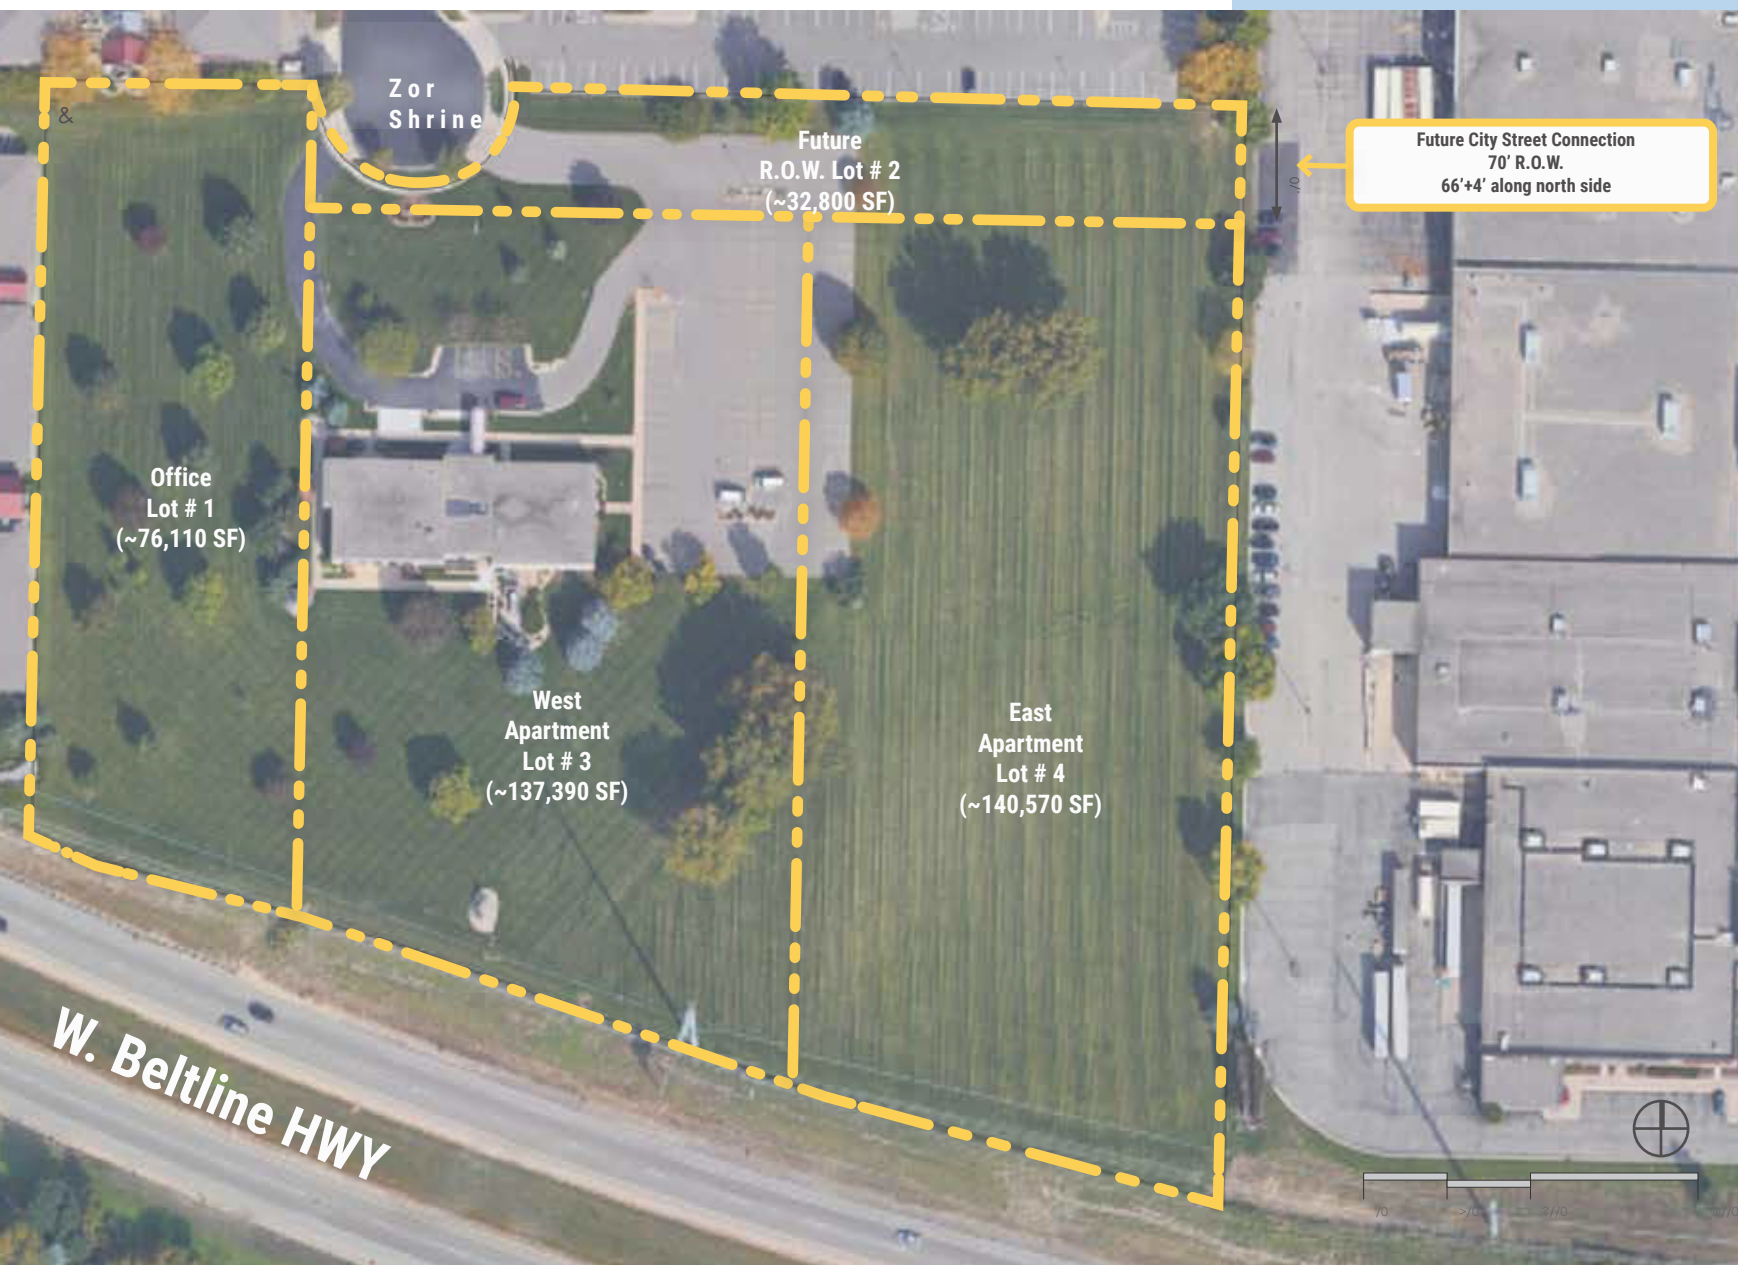 Zor
Shrine
&
Future
R.O.W. Lot # 2
(~32,800 SF)
Future City Street Connection
70’ R.O.W.
66’+4’ along north side
Office
Lot # 1
(~76,110 SF)
West
Apartment
Lot # 3
(~137,390 SF)
East
Apartment
Lot # 4
(~140,570 SF)
W. Beltline HWY